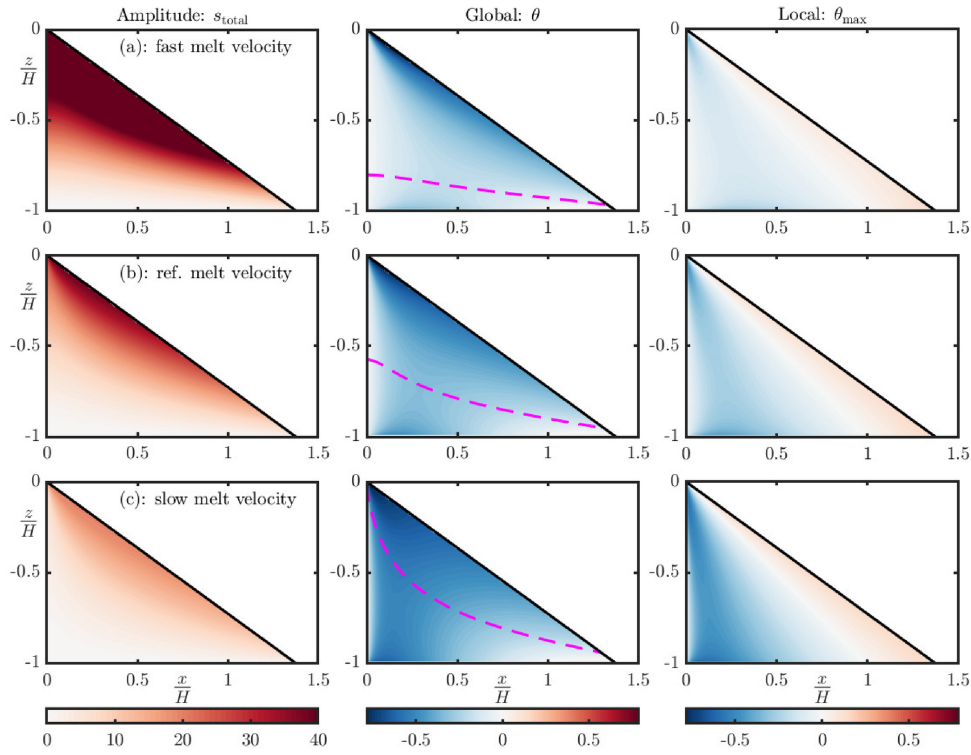 Amplitude: s_total Global: θ Local: θ_max
0 (a): fast melt velocity 0 0
z/H
-0.5 -0.5 -0.5
-1 -1 -1
0 0.5 1 1.5 0 0.5 1 1.5 0 0.5 1 1.5
0 (b): ref. melt velocity 0 0
z/H
-0.5 -0.5 -0.5
-1 -1 -1
0 0.5 1 1.5 0 0.5 1 1.5 0 0.5 1 1.5
0 (c): slow melt velocity 0 0
z/H
-0.5 -0.5 -0.5
-1 -1 -1
0 0.5 x/H 1 1.5 0 0.5 x/H 1 1.5 0 0.5 x/H 1 1.5
0 10 20 30 40 -0.5 0 0.5 -0.5 0 0.5